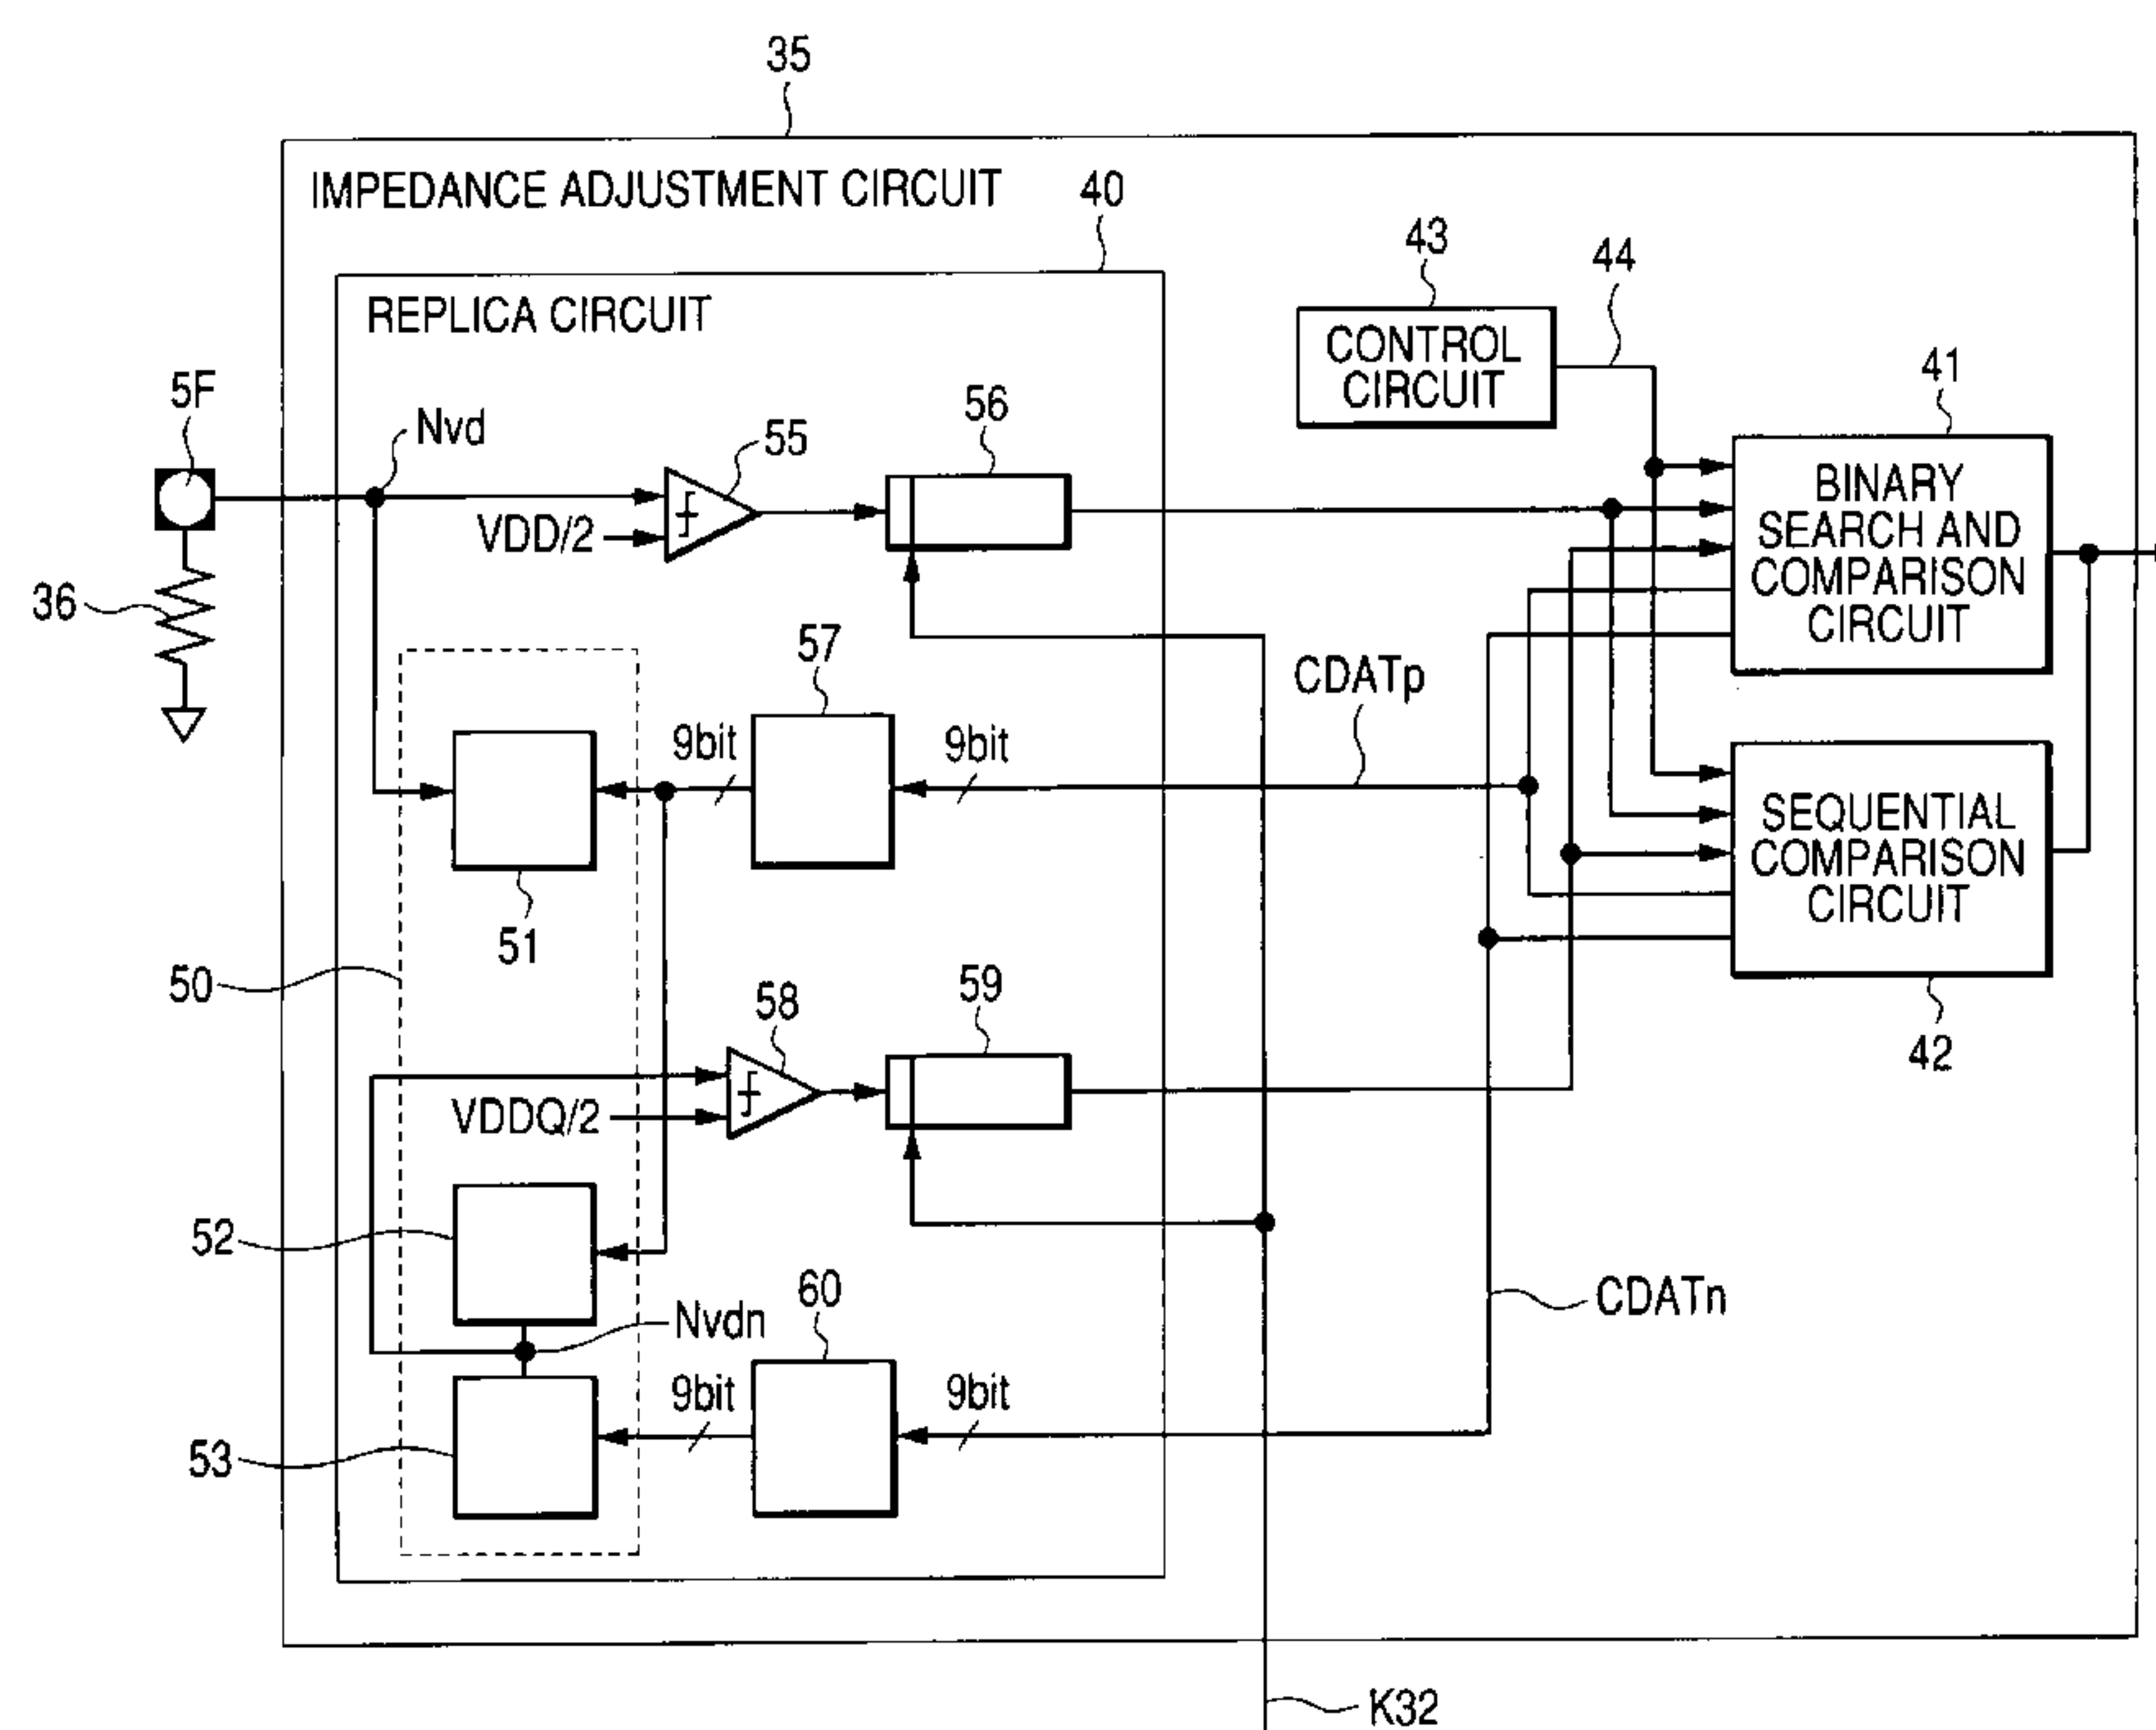 35
IMPEDANCE ADJUSTMENT CIRCUIT
40
REPLICA CIRCUIT
43
44
CONTROL
CIRCUIT
41
5F
Nvd
55
56
BINARY
SEARCH AND
COMPARISON
CIRCUIT
VDD/2
36
57
CDATp
9bit
9bit
SEQUENTIAL
COMPARISON
CIRCUIT
51
50
58
59
42
VDDQ/2
52
60
CDATn
Nvdn
9bit
9bit
53
K32